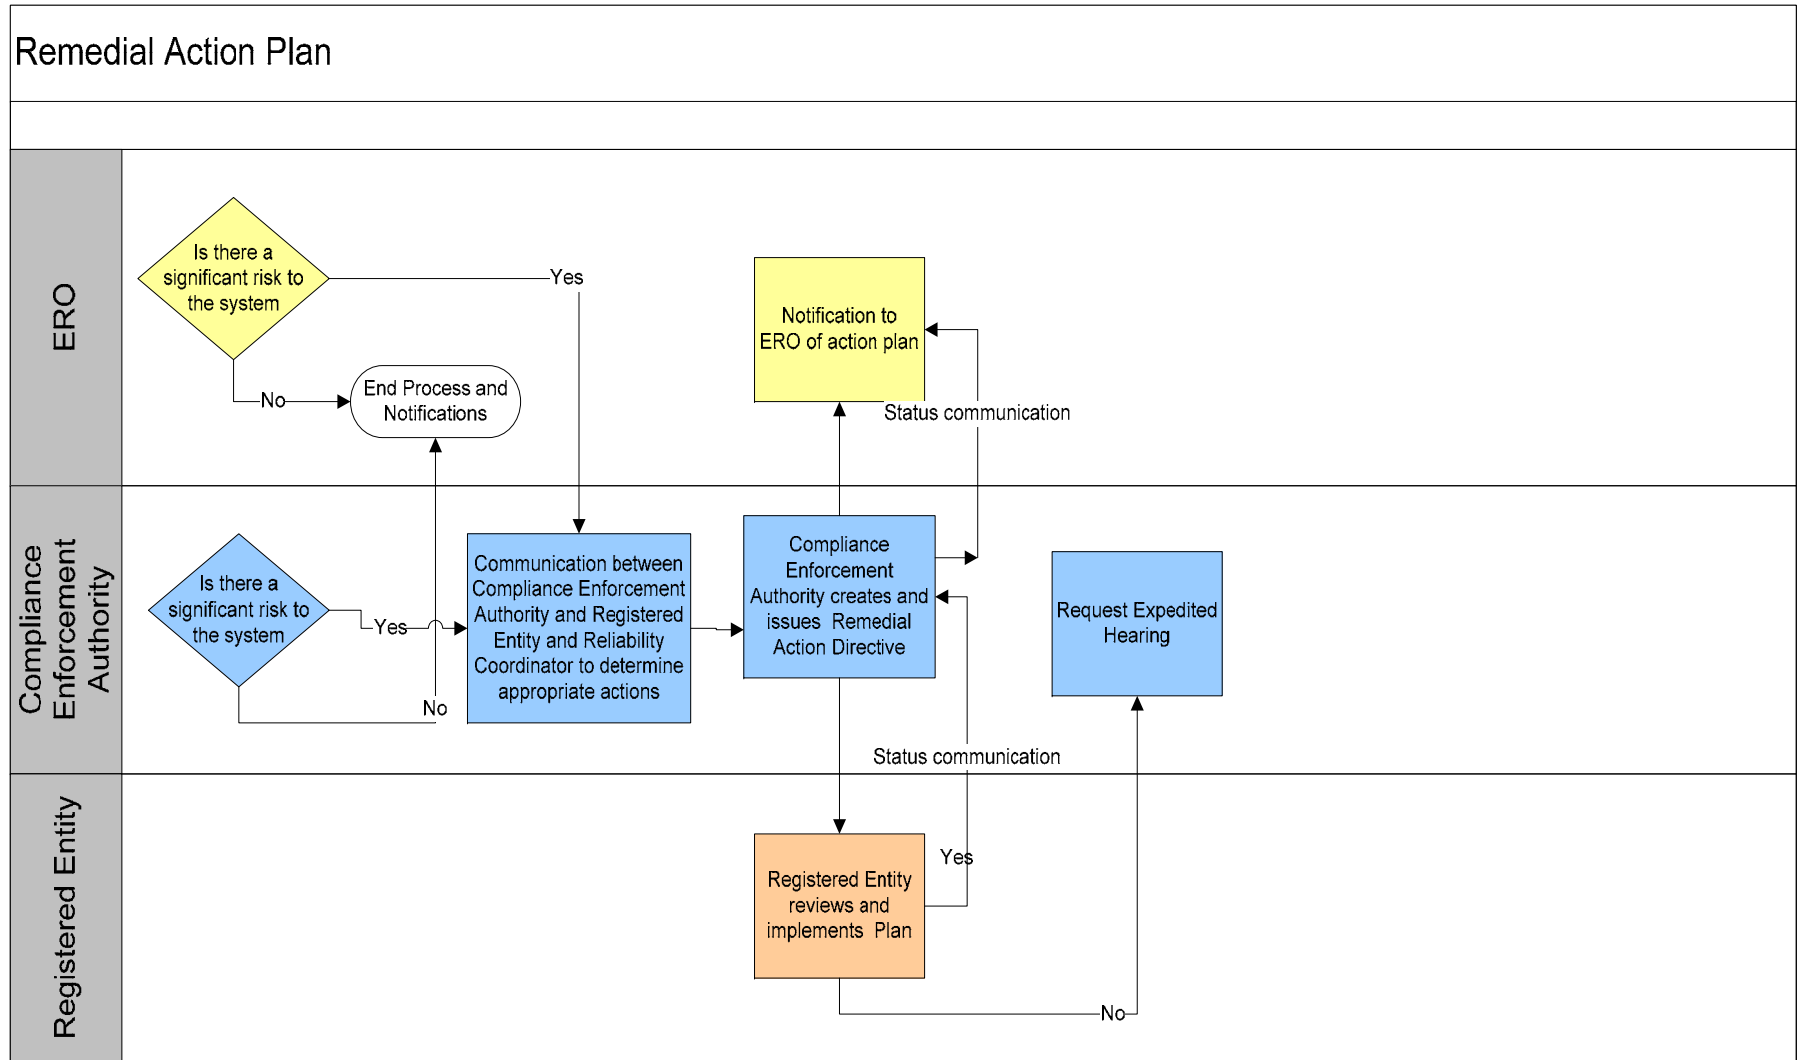 Remedial Action Plan
ERO
Is there a
significant risk to
the system
Yes
No
End Process and
Notifications
Notification to
ERO of action plan
Status communication
Compliance
Enforcement
Authority
Is there a
significant risk to
the system
Yes
No
Communication between
Compliance Enforcement
Authority and Registered
Entity and Reliability
Coordinator to determine
appropriate actions
Compliance
Enforcement
Authority creates and
issues Remedial
Action Directive
Request Expedited
Hearing
Status communication
Registered Entity
Registered Entity
reviews and
implements Plan
Yes
No